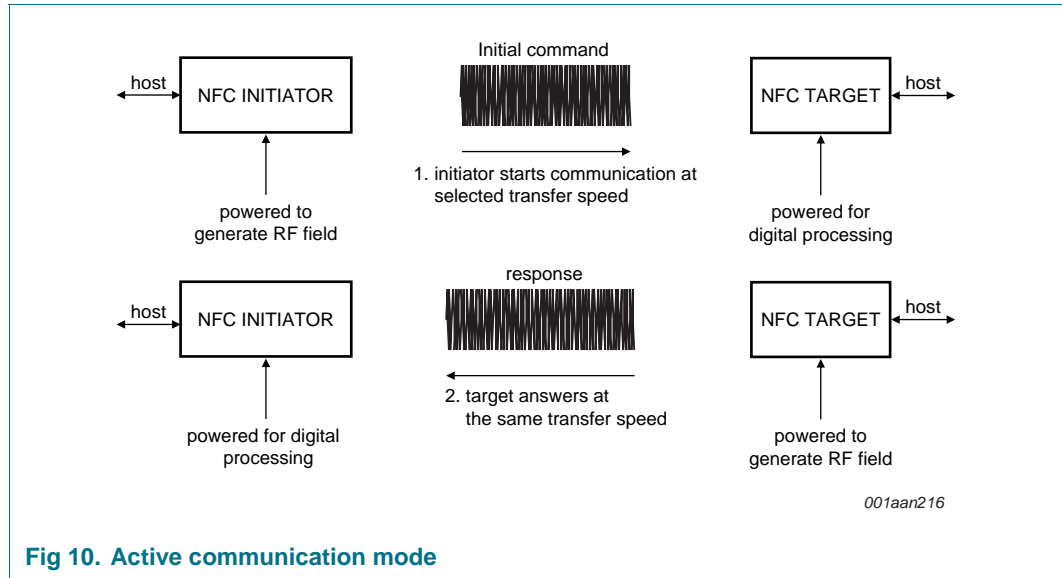 Initial command
host
NFC INITIATOR
NFC TARGET
host
1. initiator starts communication at
selected transfer speed
powered to
generate RF field
powered for
digital processing
response
host
NFC INITIATOR
NFC TARGET
host
2. target answers at
the same transfer speed
powered for digital
processing
powered to
generate RF field
001aan216
Fig 10. Active communication mode